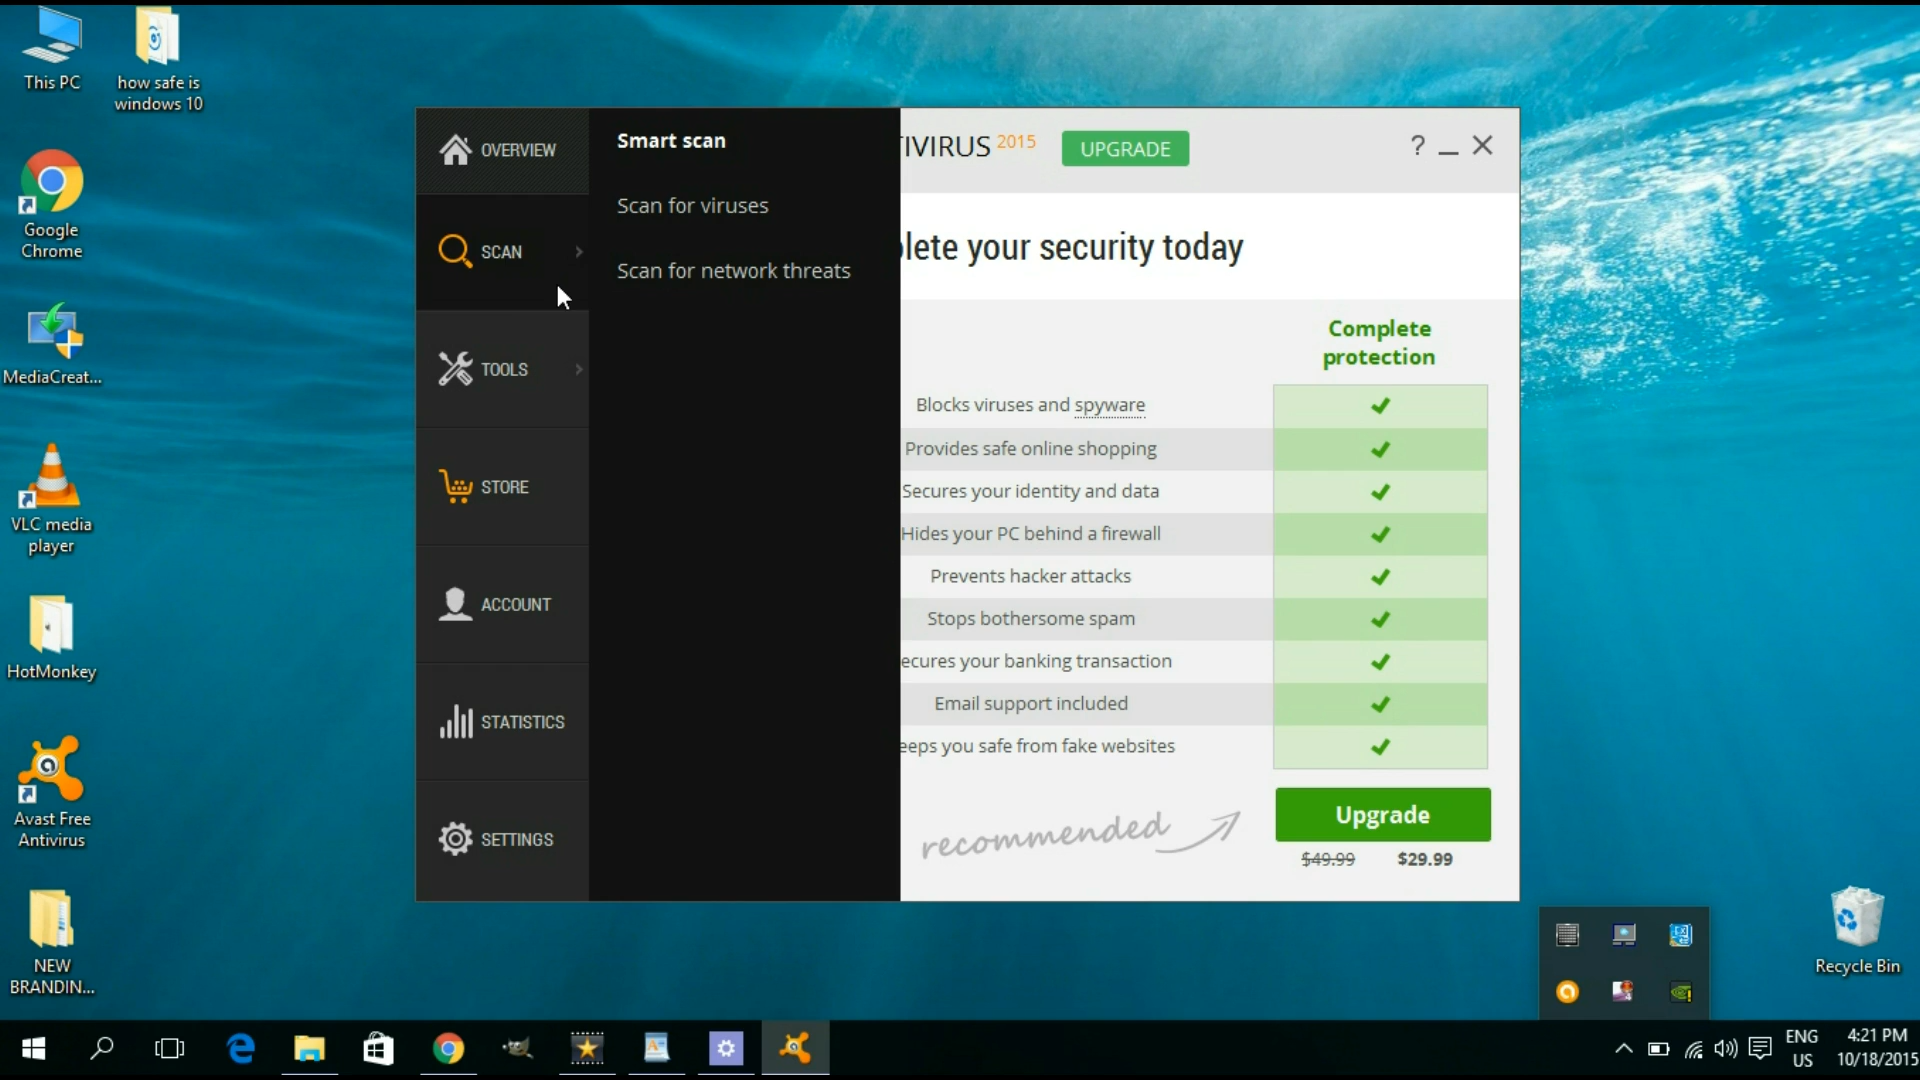 This PC
how safe is
windows 10
Google
Chrome
MediaCreat...
VLC media
player
HotMonkey
Avast Free
Antivirus
NEW
BRANDIN...
OVERVIEW
SCAN
TOOLS
STORE
ACCOUNT
STATISTICS
SETTINGS
Smart scan
Scan for viruses
Scan for network threats
TIVIRUS 2015
UPGRADE
?
lete your security today
Complete
protection
Blocks viruses and spyware
Provides safe online shopping
Secures your identity and data
Hides your PC behind a firewall
Prevents hacker attacks
Stops bothersome spam
ecures your banking transaction
Email support included
eeps you safe from fake websites
recommended
Upgrade
$49.99 $29.99
Recycle Bin
ENG
US
4:21 PM
10/18/2015